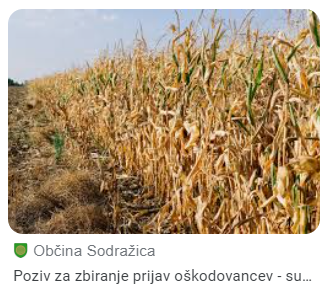 Občina Sodražica
Poziv za zbiranje prijav oškodovancev - su...